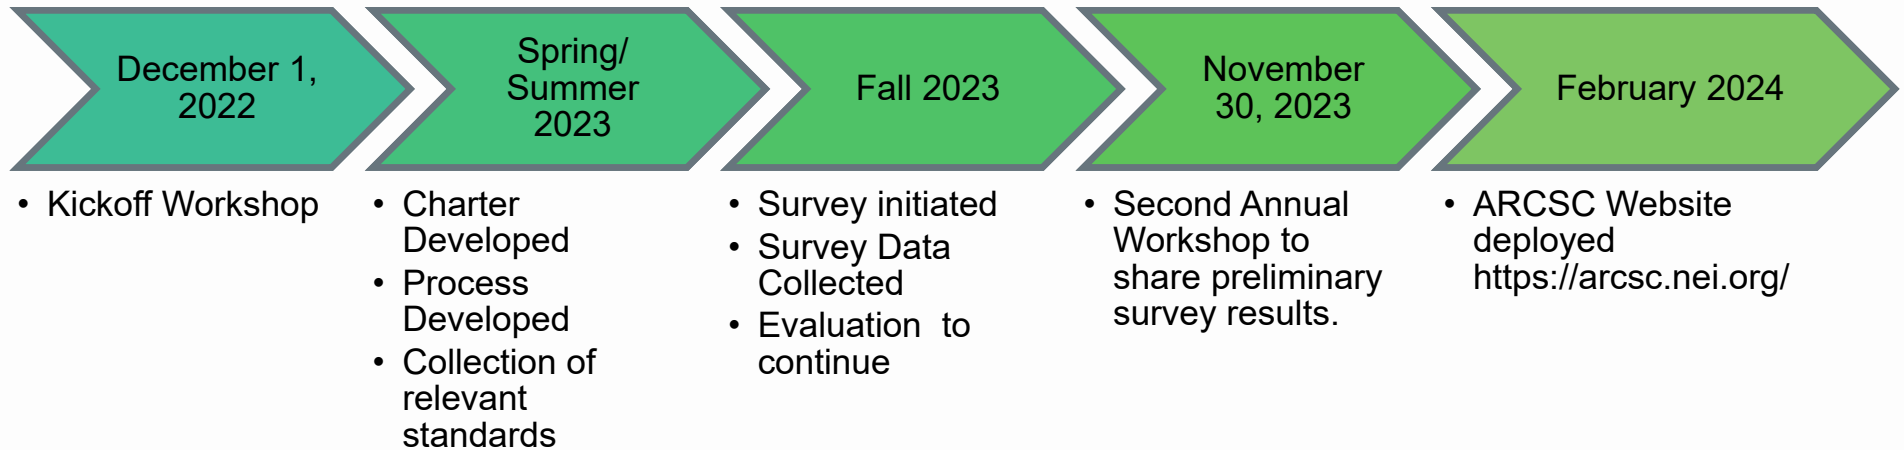 December 1,
2022
Spring/
Summer
2023
Fall 2023
November
30, 2023
February 2024
• Kickoff Workshop
• Charter
Developed
• Process
Developed
• Collection of
relevant
standards
• Survey initiated
• Survey Data
Collected
• Evaluation  to
continue
• Second Annual
Workshop to
share preliminary
survey results.
• ARCSC Website
deployed
https://arcsc.nei.org/